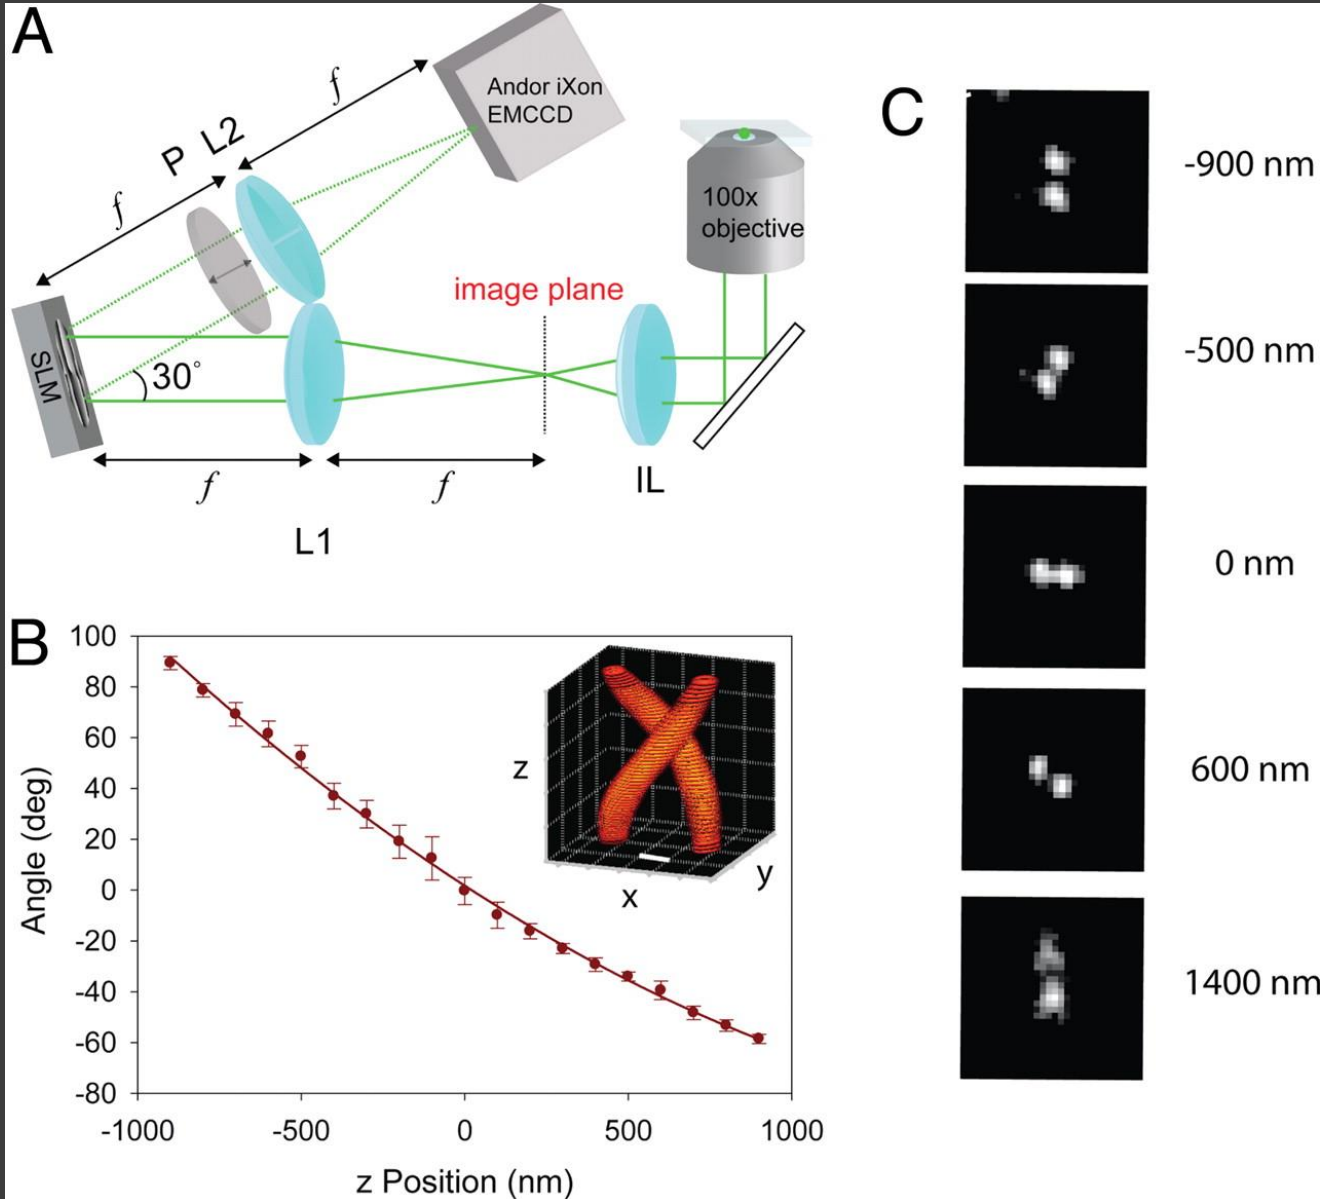 A
f
Andor iXon
EMCCD
P L2
f
100x
objective
image plane
SLM
30°
f
f
IL
L1
B
100
80
60
40
20
0
-20
-40
-60
-80
Angle (deg)
-1000
-500
0
500
1000
z Position (nm)
z
x
y
C
-900 nm
-500 nm
0 nm
600 nm
1400 nm